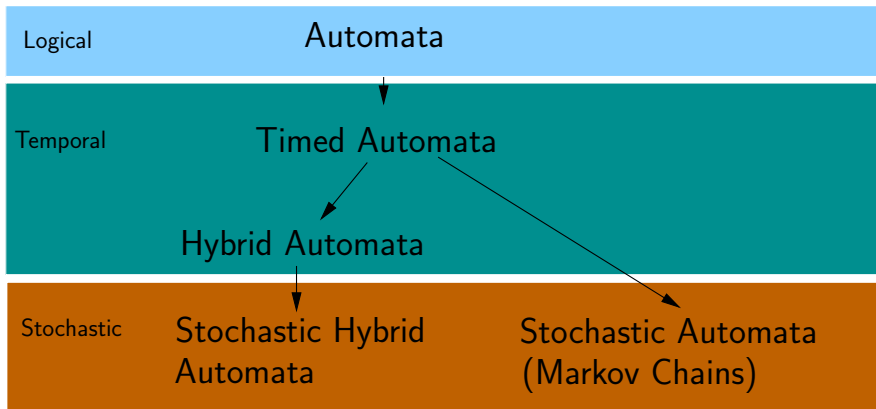 Logical
Automata
Temporal
Timed Automata
Hybrid Automata
Stochastic
Stochastic Hybrid
Automata
Stochastic Automata
(Markov Chains)